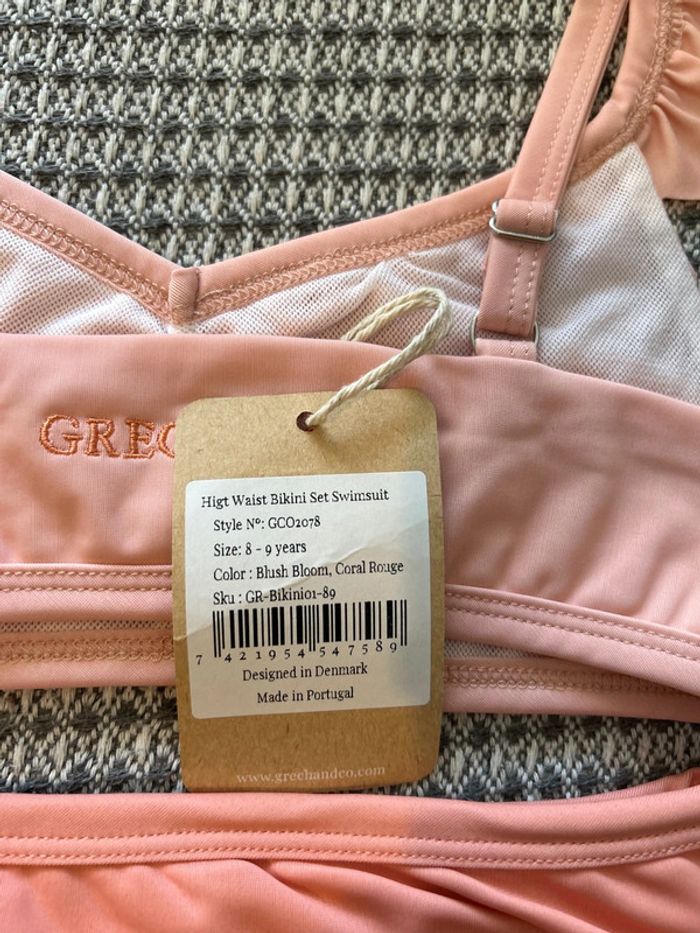 GREC
Higt Waist Bikini Set Swimsuit
Style Nº: GCO2078
Size: 8 - 9 years
Color : Blush Bloom, Coral Rouge
Sku : GR-Bikini01-89
7 421954 547589
Designed in Denmark
Made in Portugal
www.grechandco.com